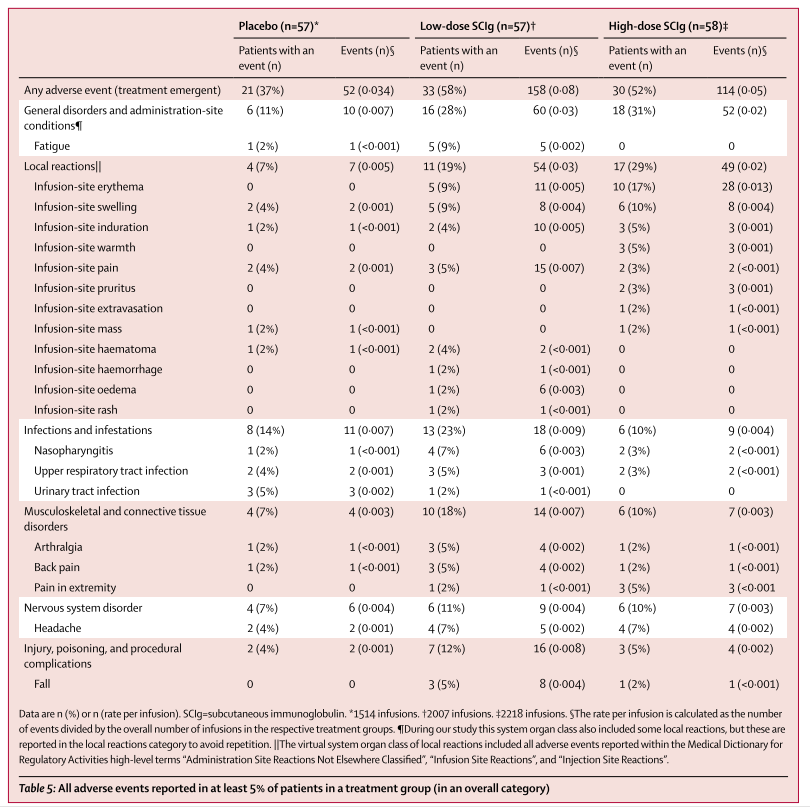 Placebo (n=57)* Low-dose SCIg (n=57)† High-dose SCIg (n=58)‡
Patients with an event (n) Events (n)§ Patients with an event (n) Events (n)§ Patients with an event (n) Events (n)§
Any adverse event (treatment emergent) 21 (37%) 52 (0·034) 33 (58%) 158 (0·08) 30 (52%) 114 (0·05)
General disorders and administration-site conditions¶ 6 (11%) 10 (0·007) 16 (28%) 60 (0·03) 18 (31%) 52 (0·02)
Fatigue 1 (2%) 1 (<0·001) 5 (9%) 5 (0·002) 0 0
Local reactions|| 4 (7%) 7 (0·005) 11 (19%) 54 (0·03) 17 (29%) 49 (0·02)
Infusion-site erythema 0 0 5 (9%) 11 (0·005) 10 (17%) 28 (0·013)
Infusion-site swelling 2 (4%) 2 (0·001) 5 (9%) 8 (0·004) 6 (10%) 8 (0·004)
Infusion-site induration 1 (2%) 1 (<0·001) 2 (4%) 10 (0·005) 3 (5%) 3 (0·001)
Infusion-site warmth 0 0 0 0 3 (5%) 3 (0·001)
Infusion-site pain 2 (4%) 2 (0·001) 3 (5%) 15 (0·007) 2 (3%) 2 (<0·001)
Infusion-site pruritus 0 0 0 0 2 (3%) 3 (0·001)
Infusion-site extravasation 0 0 0 0 1 (2%) 1 (<0·001)
Infusion-site mass 1 (2%) 1 (<0·001) 0 0 1 (2%) 1 (<0·001)
Infusion-site haematoma 1 (2%) 1 (<0·001) 2 (4%) 2 (<0·001) 0 0
Infusion-site haemorrhage 0 0 1 (2%) 1 (<0·001) 0 0
Infusion-site oedema 0 0 1 (2%) 6 (0·003) 0 0
Infusion-site rash 0 0 1 (2%) 1 (<0·001) 0 0
Infections and infestations 8 (14%) 11 (0·007) 13 (23%) 18 (0·009) 6 (10%) 9 (0·004)
Nasopharyngitis 1 (2%) 1 (<0·001) 4 (7%) 6 (0·003) 2 (3%) 2 (<0·001)
Upper respiratory tract infection 2 (4%) 2 (0·001) 3 (5%) 3 (0·001) 2 (3%) 2 (<0·001)
Urinary tract infection 3 (5%) 3 (0·002) 1 (2%) 1 (<0·001) 0 0
Musculoskeletal and connective tissue disorders 4 (7%) 4 (0·003) 10 (18%) 14 (0·007) 6 (10%) 7 (0·003)
Arthralgia 1 (2%) 1 (<0·001) 3 (5%) 4 (0·002) 1 (2%) 1 (<0·001)
Back pain 1 (2%) 1 (<0·001) 3 (5%) 4 (0·002) 1 (2%) 1 (<0·001)
Pain in extremity 0 0 1 (2%) 1 (<0·001) 3 (5%) 3 (<0·001
Nervous system disorder 4 (7%) 6 (0·004) 6 (11%) 9 (0·004) 6 (10%) 7 (0·003)
Headache 2 (4%) 2 (0·001) 4 (7%) 5 (0·002) 4 (7%) 4 (0·002)
Injury, poisoning, and procedural complications 2 (4%) 2 (0·001) 7 (12%) 16 (0·008) 3 (5%) 4 (0·002)
Fall 0 0 3 (5%) 8 (0·004) 1 (2%) 1 (<0·001)
Data are n (%) or n (rate per infusion). SCIg=subcutaneous immunoglobulin. *1514 infusions. †2007 infusions. ‡2218 infusions. §The rate per infusion is calculated as the number
of events divided by the overall number of infusions in the respective treatment groups. ¶During our study this system organ class also included some local reactions, but these are
reported in the local reactions category to avoid repetition. ||The virtual system organ class of local reactions included all adverse events reported within the Medical Dictionary for
Regulatory Activities high-level terms “Administration Site Reactions Not Elsewhere Classified”, “Infusion Site Reactions”, and “Injection Site Reactions”.
Table 5: All adverse events reported in at least 5% of patients in a treatment group (in an overall category)